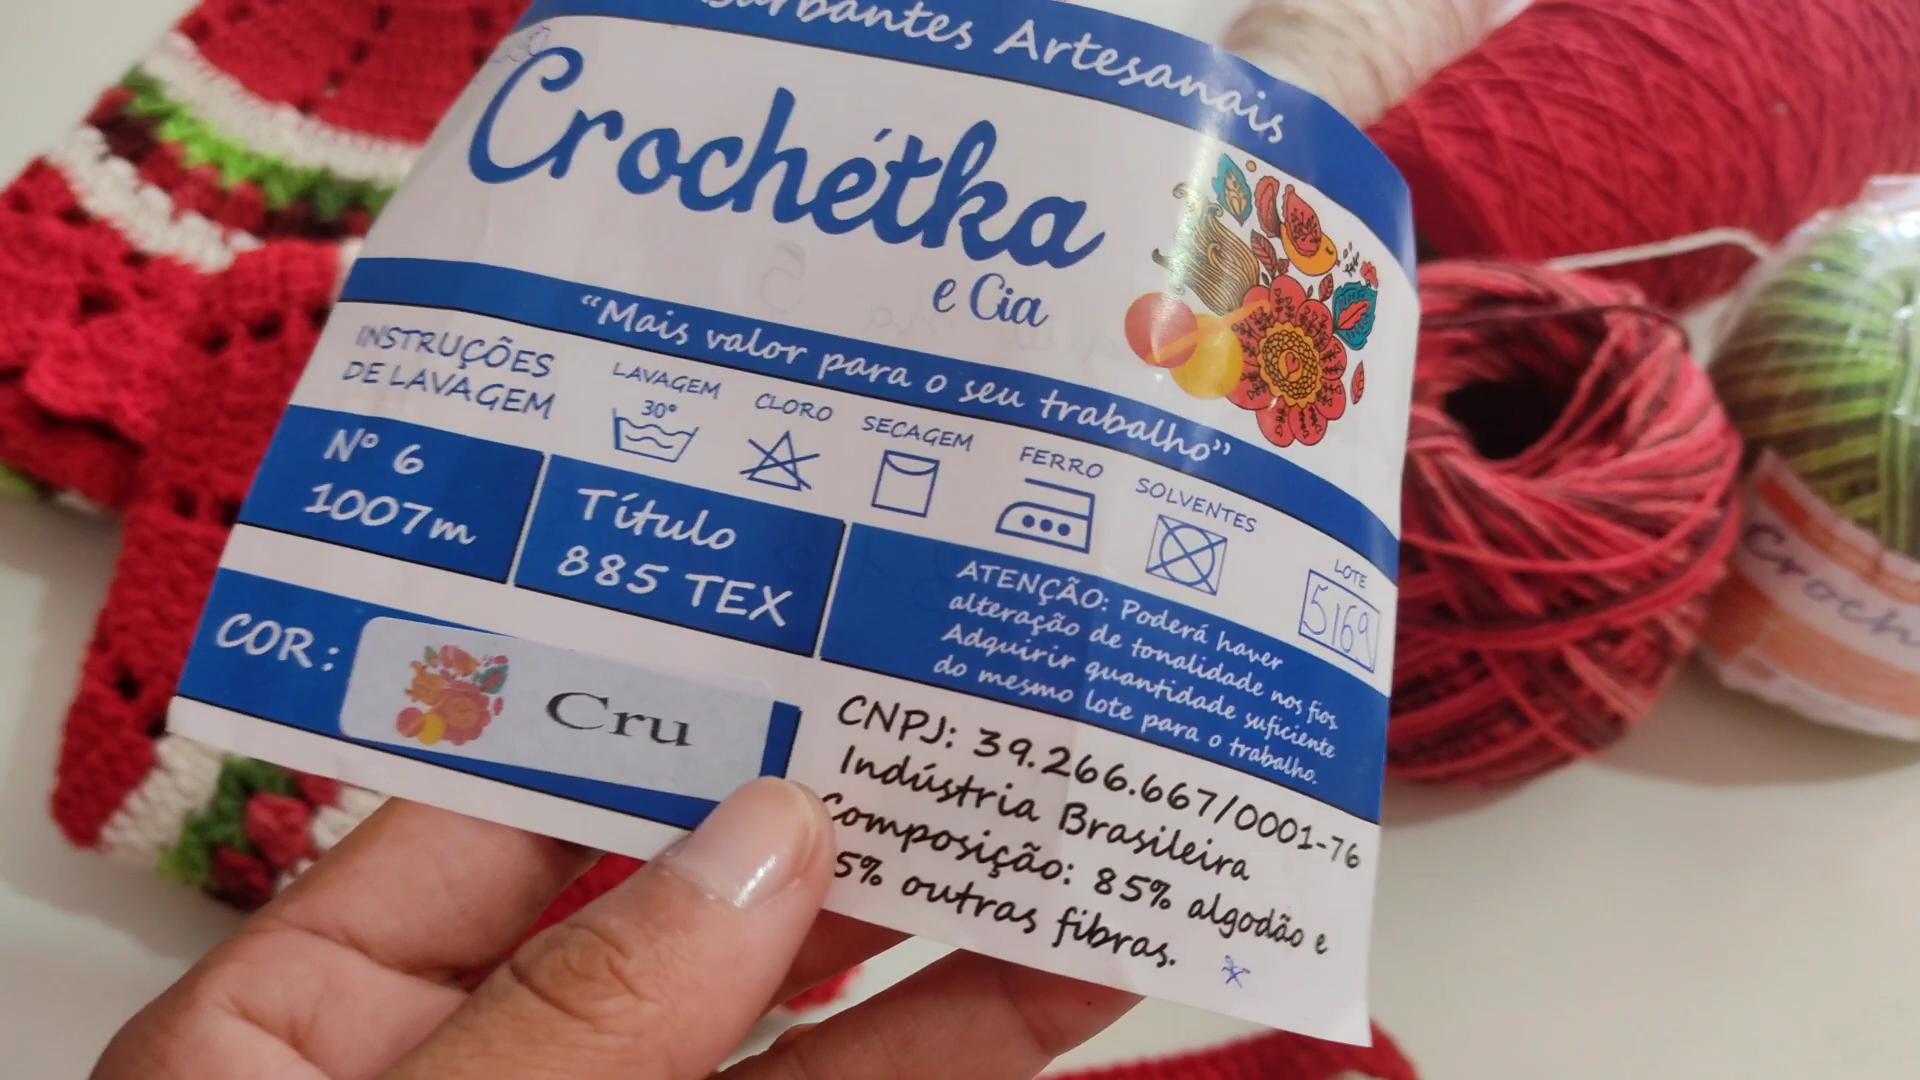 Barbantes Artesanais
Crochétka
e Cia
"Mais valor para o seu trabalho"
INSTRUÇÕES
DE LAVAGEM
LAVAGEM
30°
CLORO
SECAGEM
FERRO
SOLVENTES
LOTE
5169
Nº 6
1007m
Título
885 TEX
ATENÇÃO: Poderá haver
alteração de tonalidade nos fios.
Adquirir quantidade suficiente
do mesmo lote para o trabalho.
COR:
Cru
CNPJ: 39.266.667/0001-76
Indústria Brasileira
Composição: 85% algodão e
5% outras fibras.
Croch